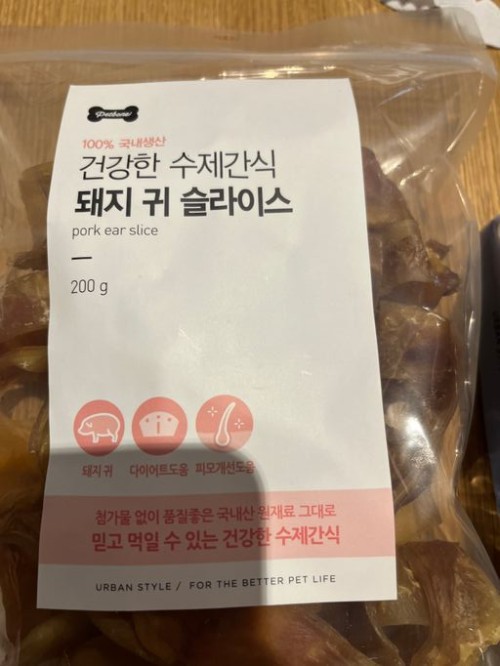 Petbone
100% 국내생산
건강한 수제간식
돼지 귀 슬라이스
pork ear slice
200 g
돼지 귀 다이어트도움 피모개선도움
첨가물 없이 품질좋은 국내산 원재료 그대로
믿고 먹일 수 있는 건강한 수제간식
URBAN STYLE / FOR THE BETTER PET LIFE